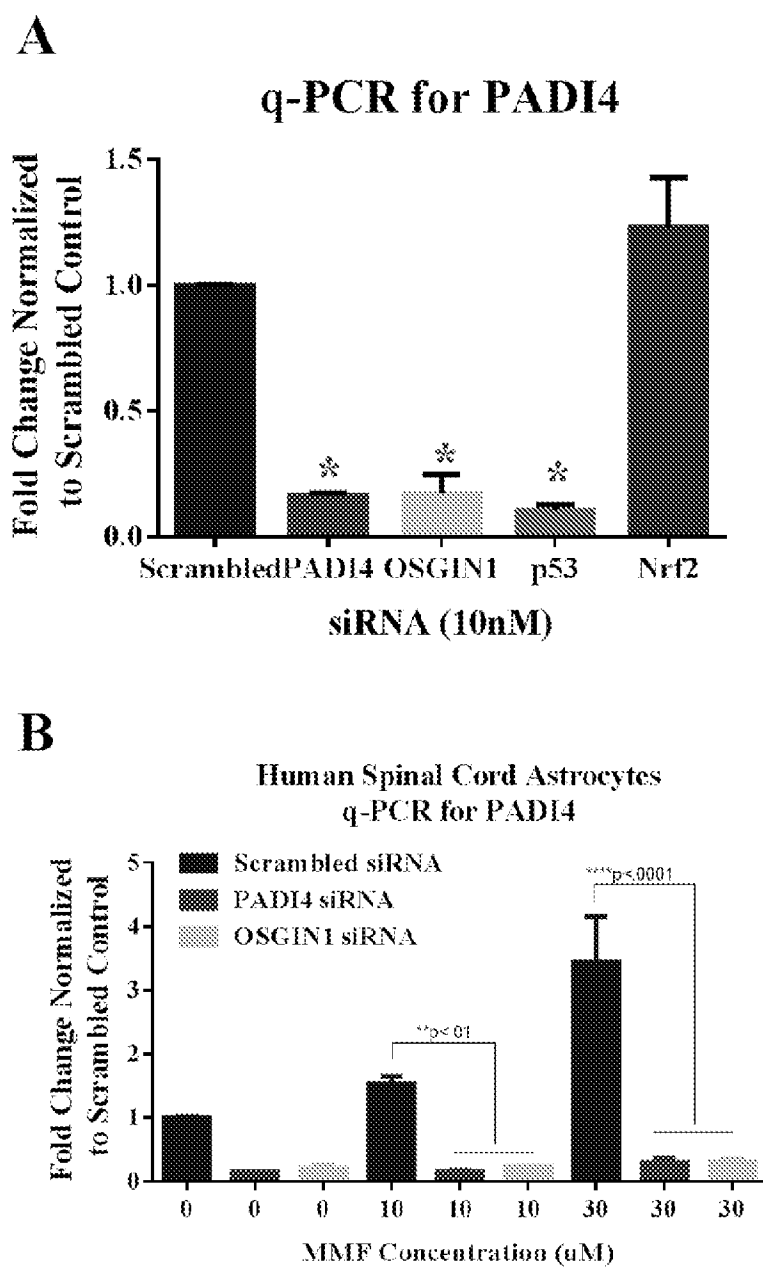 A
q-PCR for PADI4
Fold Change Normalized
to Scrambled Control
1.5
1.0
0.5
0.0
*
*
*
Scrambled PADI4 OSGIN1 p53 Nrf2
siRNA (10nM)
B
Human Spinal Cord Astrocytes
q-PCR for PADI4
Fold Change Normalized
to Scrambled Control
5
4
3
2
1
0
Scrambled siRNA
PADI4 siRNA
OSGIN1 siRNA
**p<.01
****p<.0001
0 0 0 10 10 10 30 30 30
MMF Concentration (uM)